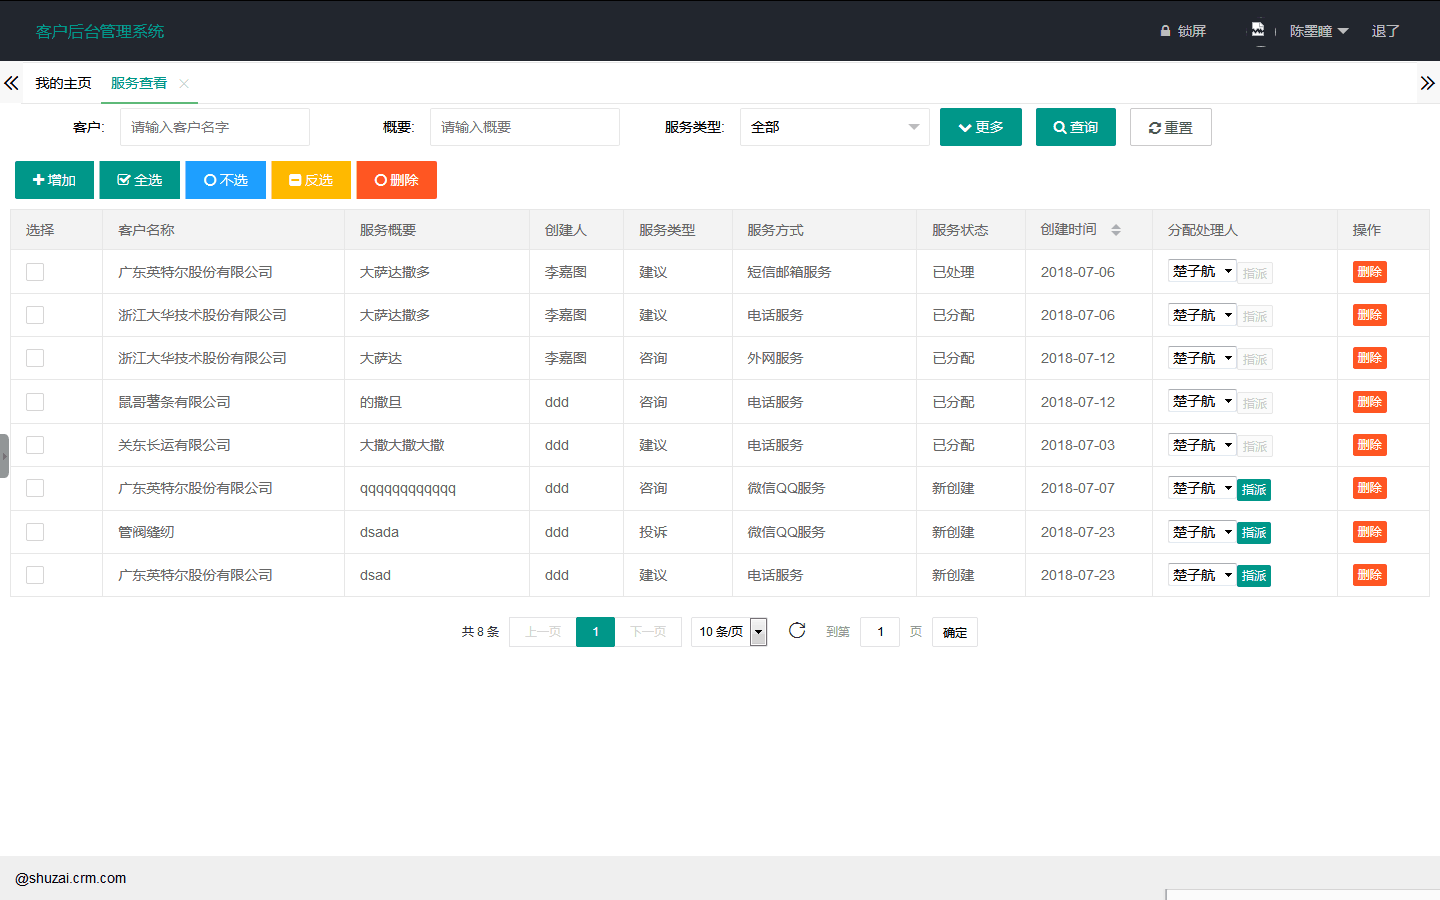 客户后台管理系统 锁屏 陈墨瞳 退了
我的主页 服务查看
客户: 请输入客户名字 概要: 请输入概要 服务类型: 全部 更多 查询 重置
增加 全选 不选 反选 删除
选择 客户名称 服务概要 创建人 服务类型 服务方式 服务状态 创建时间 分配处理人 操作
广东英特尔股份有限公司 大萨达撒多 李嘉图 建议 短信邮箱服务 已处理 2018-07-06 楚子航 指派 删除
浙江大华技术股份有限公司 大萨达撒多 李嘉图 建议 电话服务 已分配 2018-07-06 楚子航 指派 删除
浙江大华技术股份有限公司 大萨达 李嘉图 咨询 外网服务 已分配 2018-07-12 楚子航 指派 删除
鼠哥薯条有限公司 的撒旦 ddd 咨询 电话服务 已分配 2018-07-12 楚子航 指派 删除
关东长运有限公司 大撒大撒大撒 ddd 建议 电话服务 已分配 2018-07-03 楚子航 指派 删除
广东英特尔股份有限公司 qqqqqqqqqqqq ddd 咨询 微信QQ服务 新创建 2018-07-07 楚子航 指派 删除
管阀缝纫 dsada ddd 投诉 微信QQ服务 新创建 2018-07-23 楚子航 指派 删除
广东英特尔股份有限公司 dsad ddd 建议 电话服务 新创建 2018-07-23 楚子航 指派 删除
共 8 条 上一页 1 下一页 10 条/页 到第 1 页 确定
@shuzai.crm.com